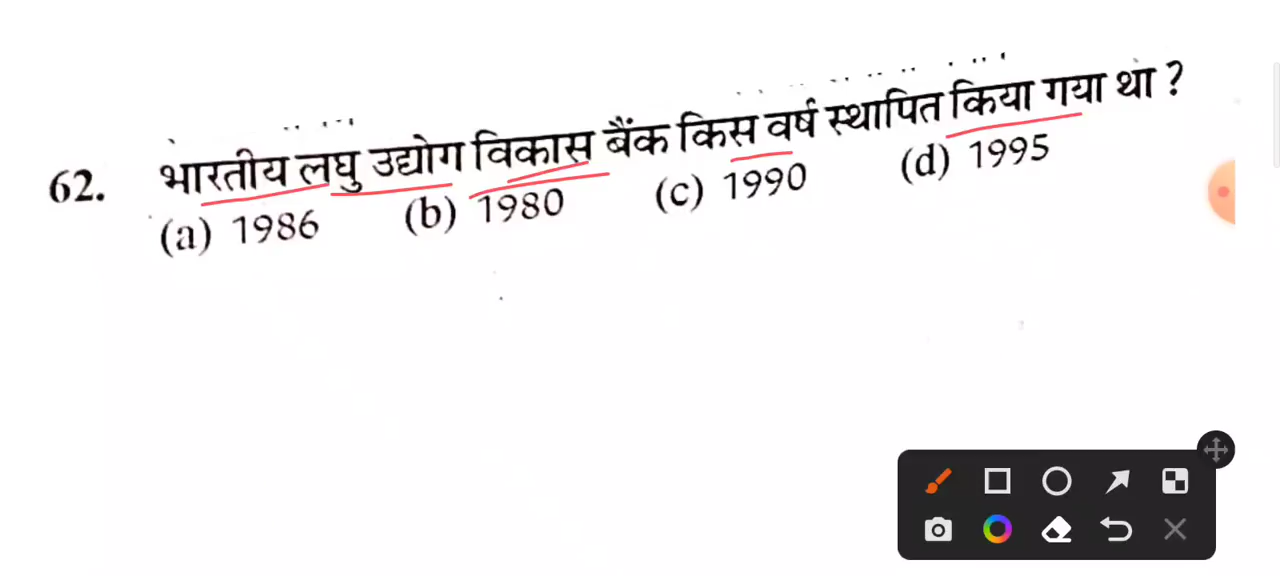 62. भारतीय लघु उद्योग विकास बैंक किस वर्ष स्थापित किया गया था ?
(a) 1986 (b) 1980 (c) 1990 (d) 1995